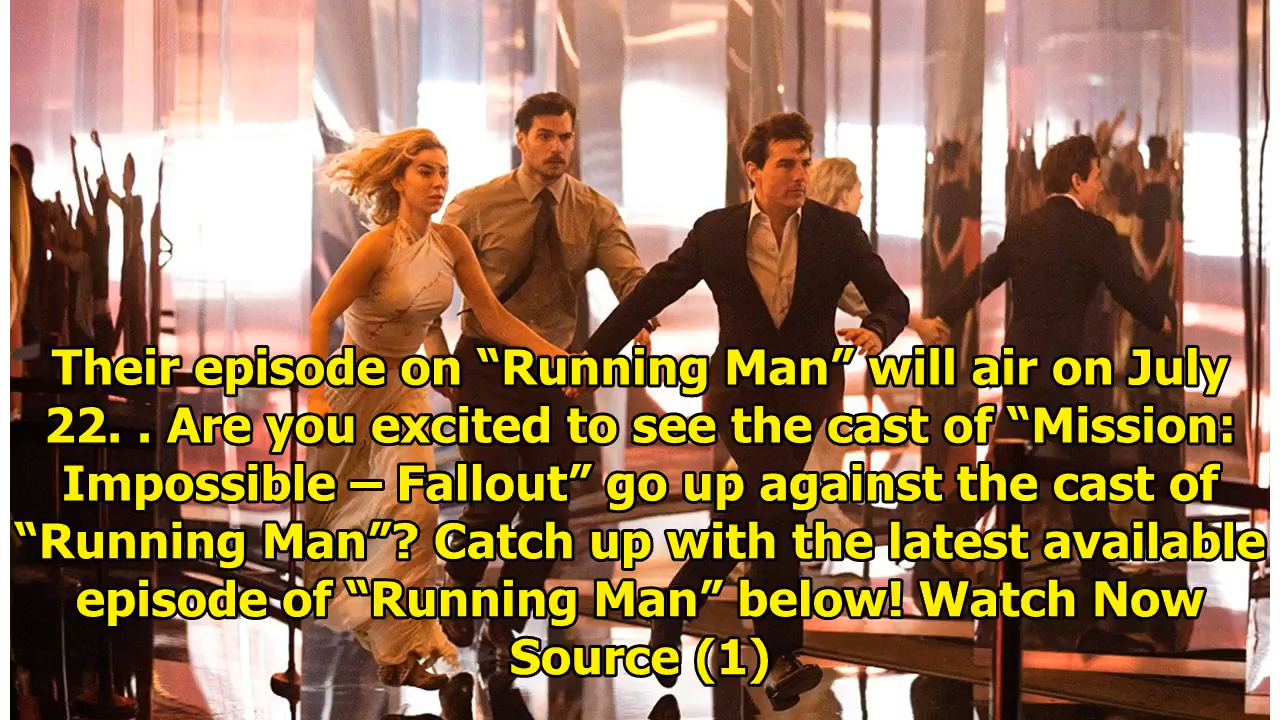 Their episode on “Running Man” will air on July
22. . Are you excited to see the cast of “Mission:
Impossible – Fallout” go up against the cast of
“Running Man”? Catch up with the latest available
episode of “Running Man” below! Watch Now
Source (1)